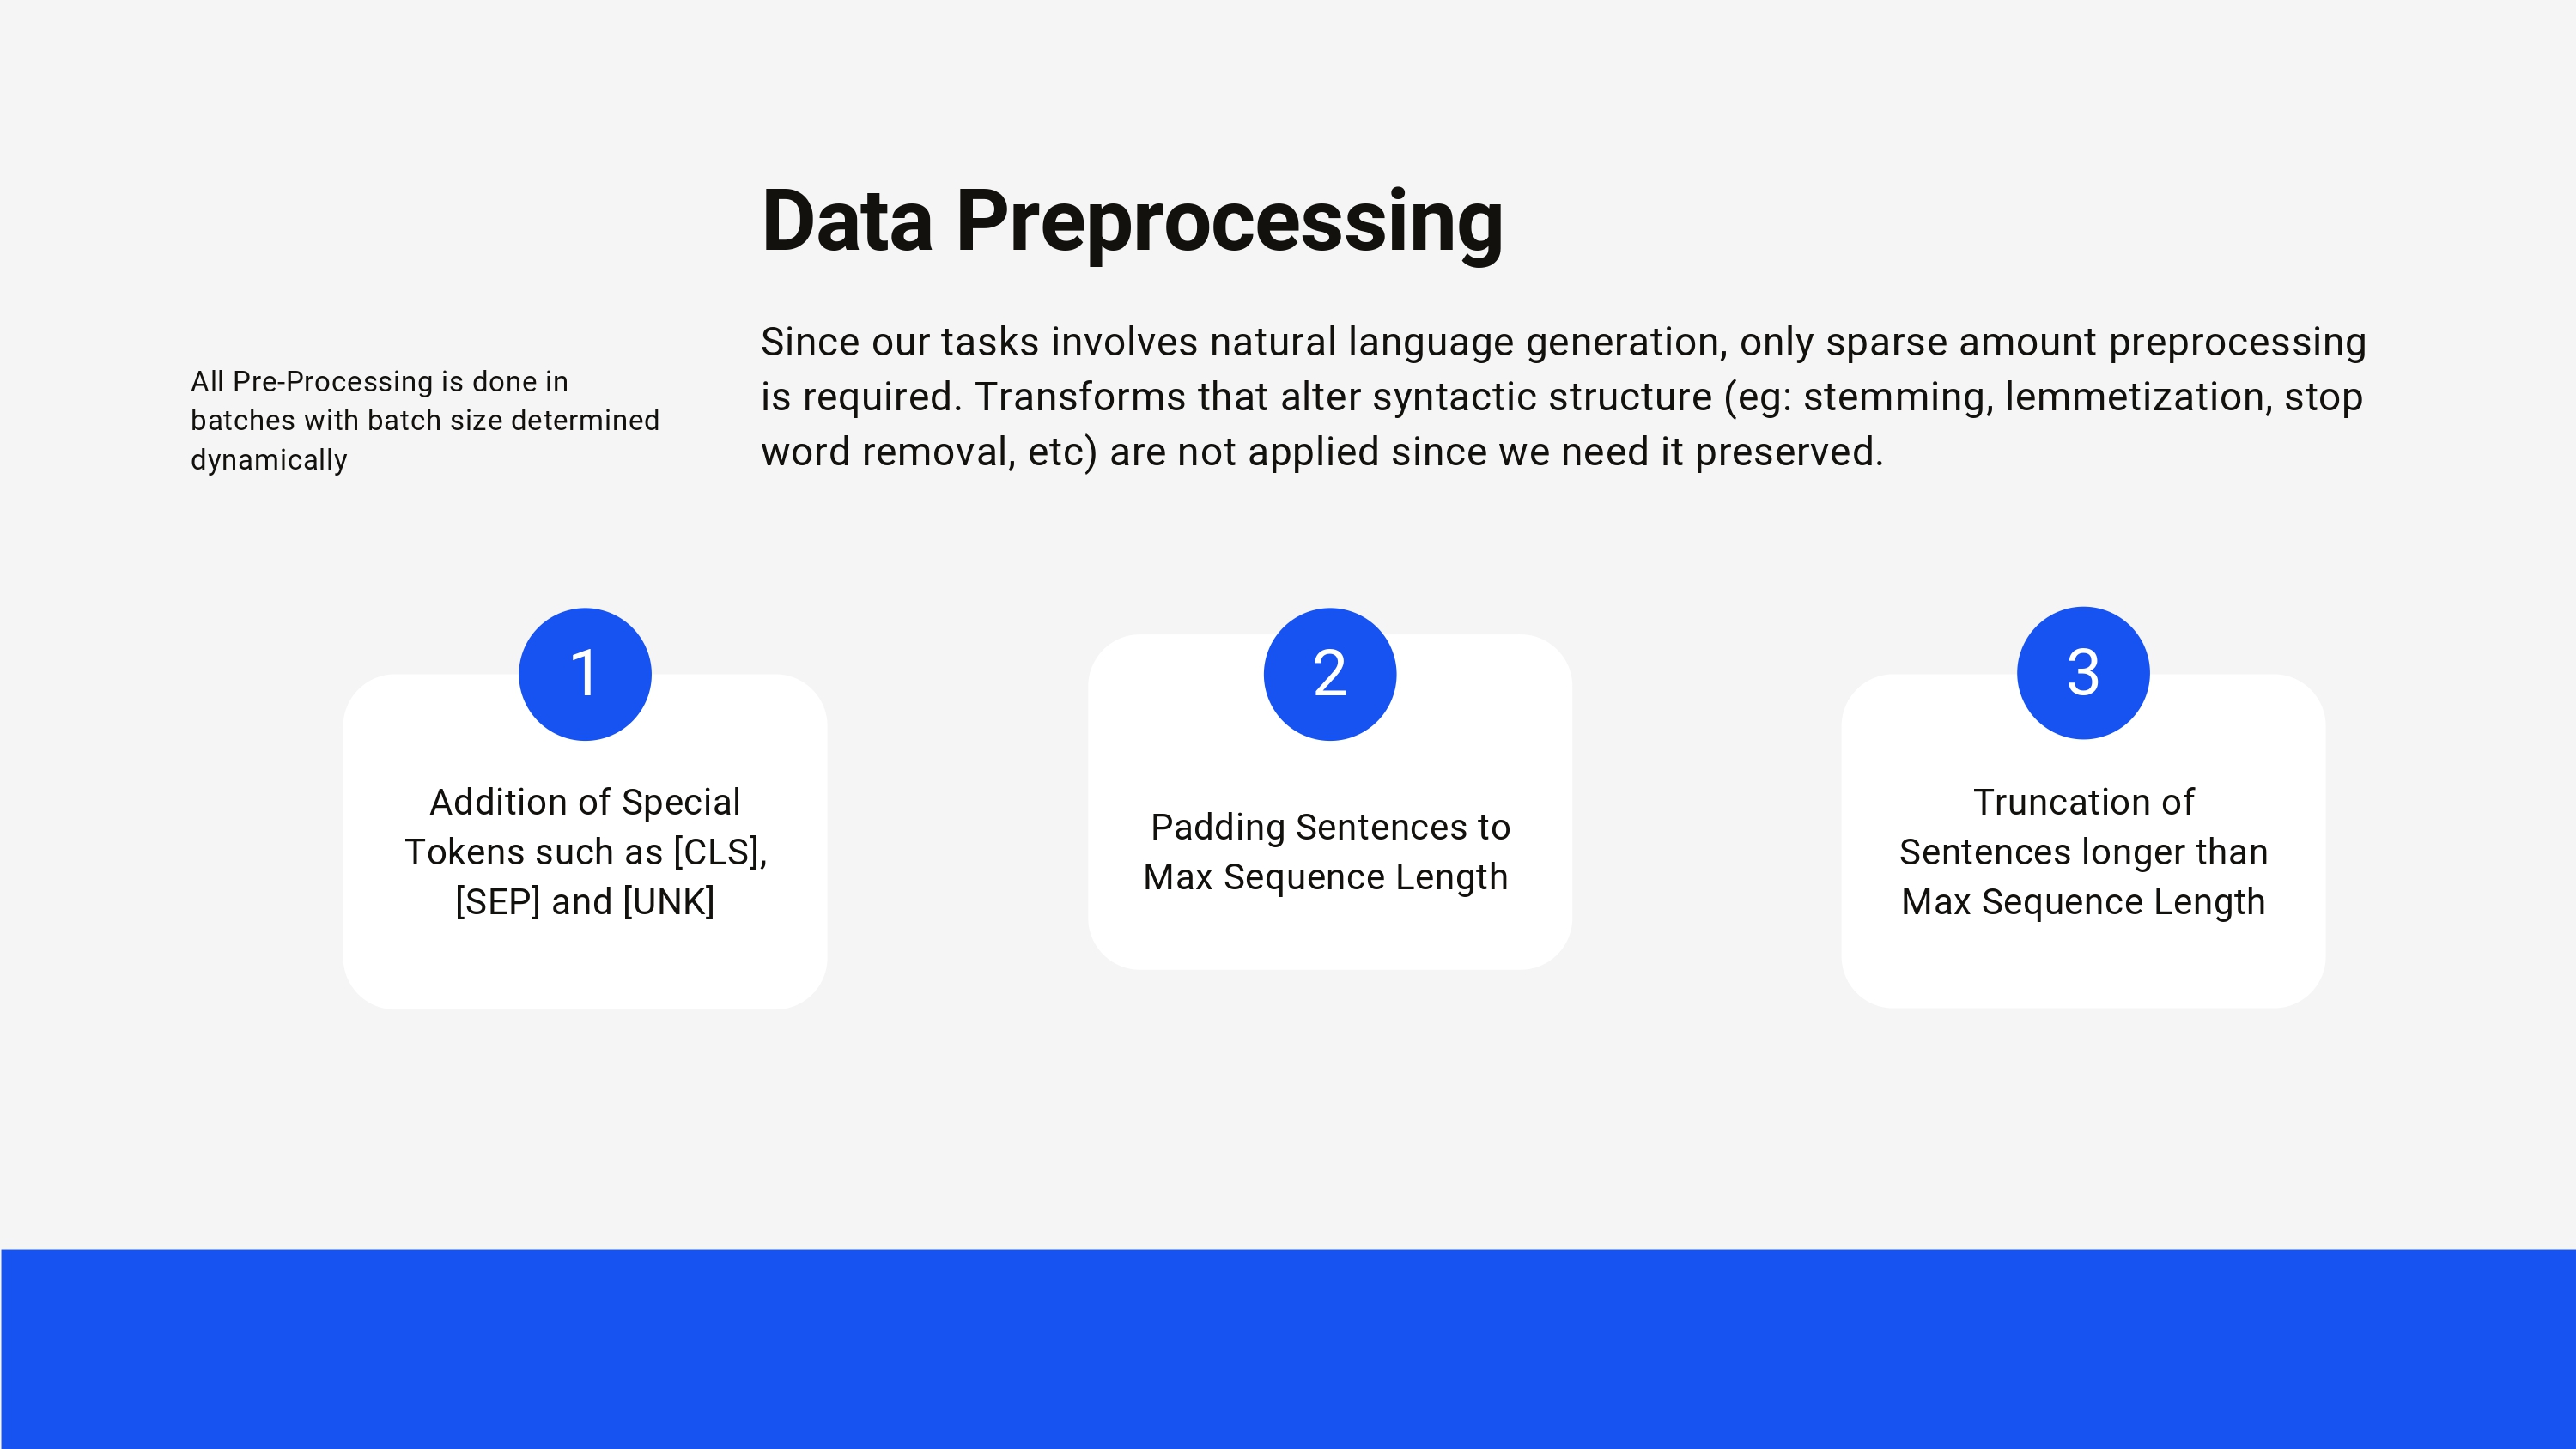 Data Preprocessing
Since our tasks involves natural language generation, only sparse amount preprocessing
is required. Transforms that alter syntactic structure (eg: stemming, lemmetization, stop
word removal, etc) are not applied since we need it preserved.
All Pre-Processing is done in
batches with batch size determined
dynamically
1
Addition of Special
Tokens such as [CLS],
[SEP] and [UNK]
2
Padding Sentences to
Max Sequence Length
3
Truncation of
Sentences longer than
Max Sequence Length